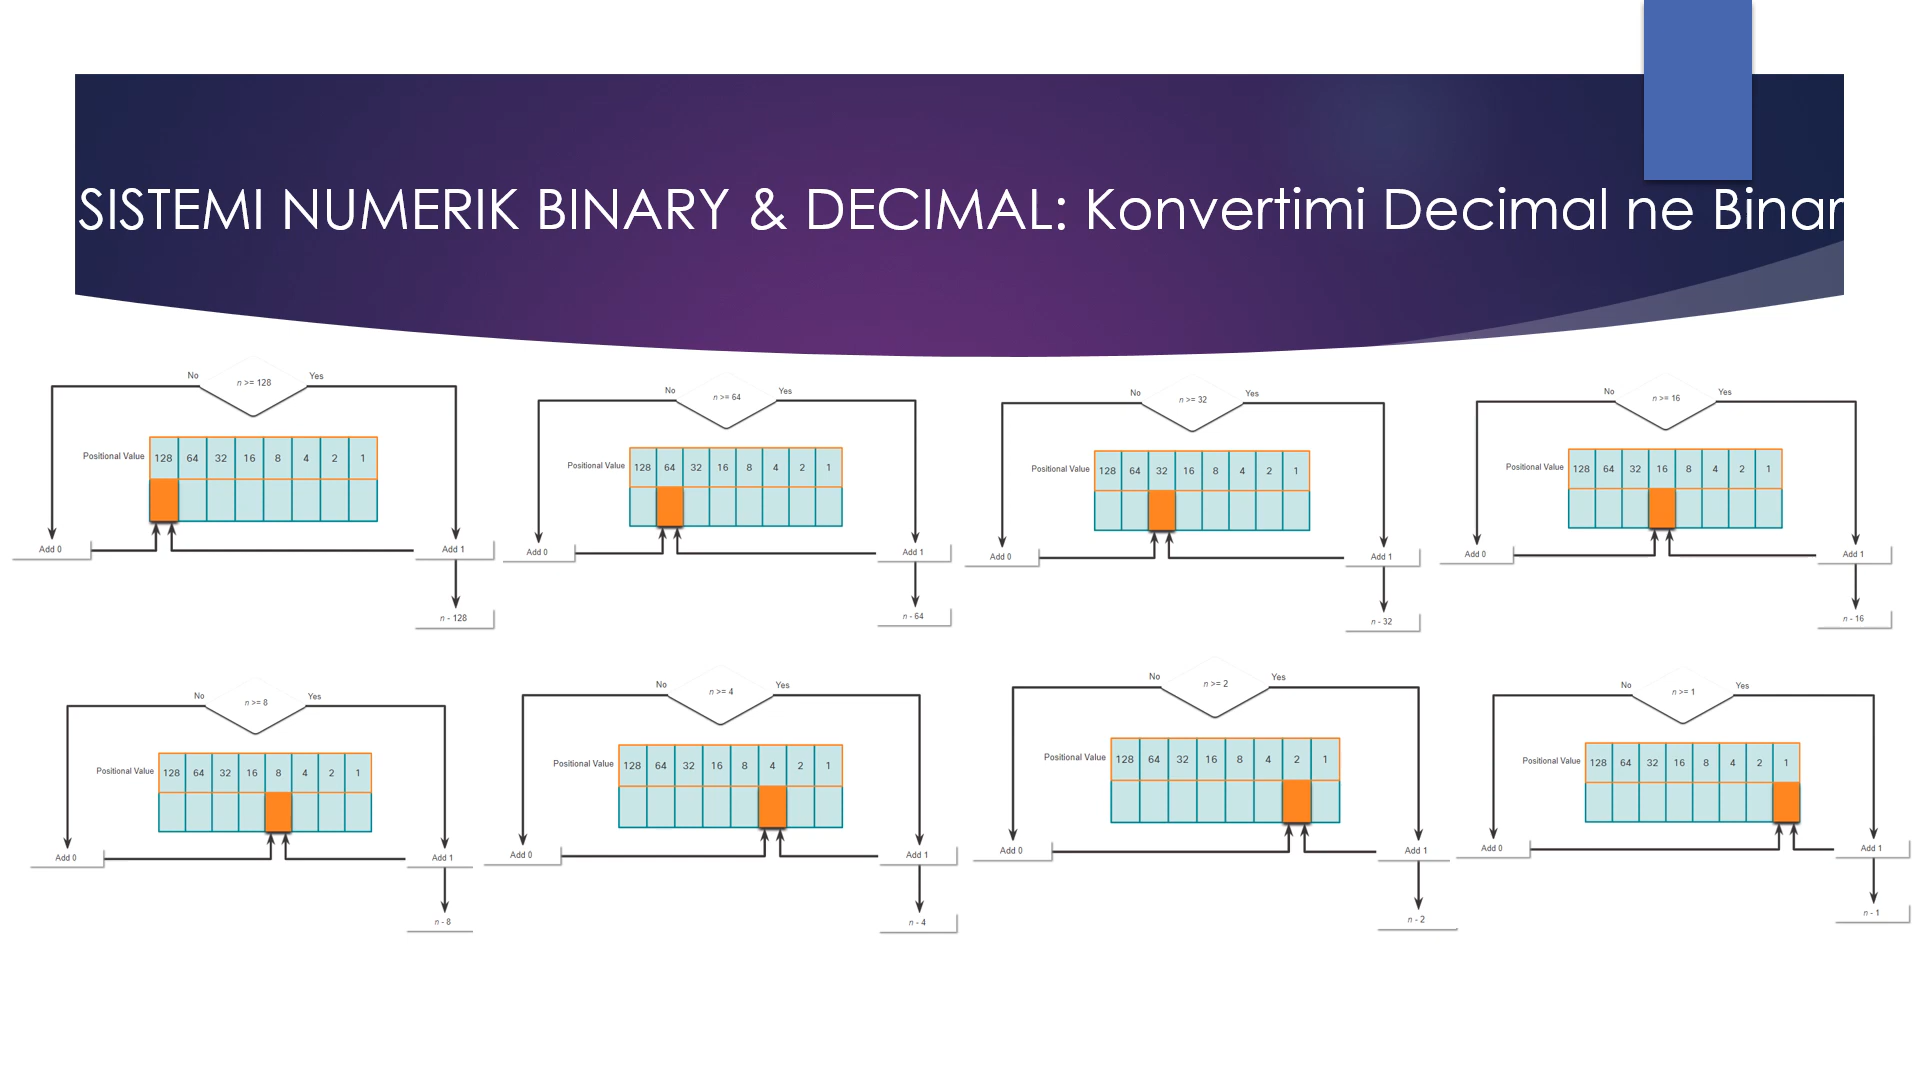 SISTEMI NUMERIK BINARY & DECIMAL: Konvertimi Decimal ne Binar
No n >= 128 Yes
Positional Value 128 64 32 16 8 4 2 1
Add 0 Add 1
n - 128
No n >= 64 Yes
Positional Value 128 64 32 16 8 4 2 1
Add 0 Add 1
n - 64
No n >= 32 Yes
Positional Value 128 64 32 16 8 4 2 1
Add 0 Add 1
n - 32
No n >= 16 Yes
Positional Value 128 64 32 16 8 4 2 1
Add 0 Add 1
n - 16
No n >= 8 Yes
Positional Value 128 64 32 16 8 4 2 1
Add 0 Add 1
n - 8
No n >= 4 Yes
Positional Value 128 64 32 16 8 4 2 1
Add 0 Add 1
n - 4
No n >= 2 Yes
Positional Value 128 64 32 16 8 4 2 1
Add 0 Add 1
n - 2
No n >= 1 Yes
Positional Value 128 64 32 16 8 4 2 1
Add 0 Add 1
n - 1